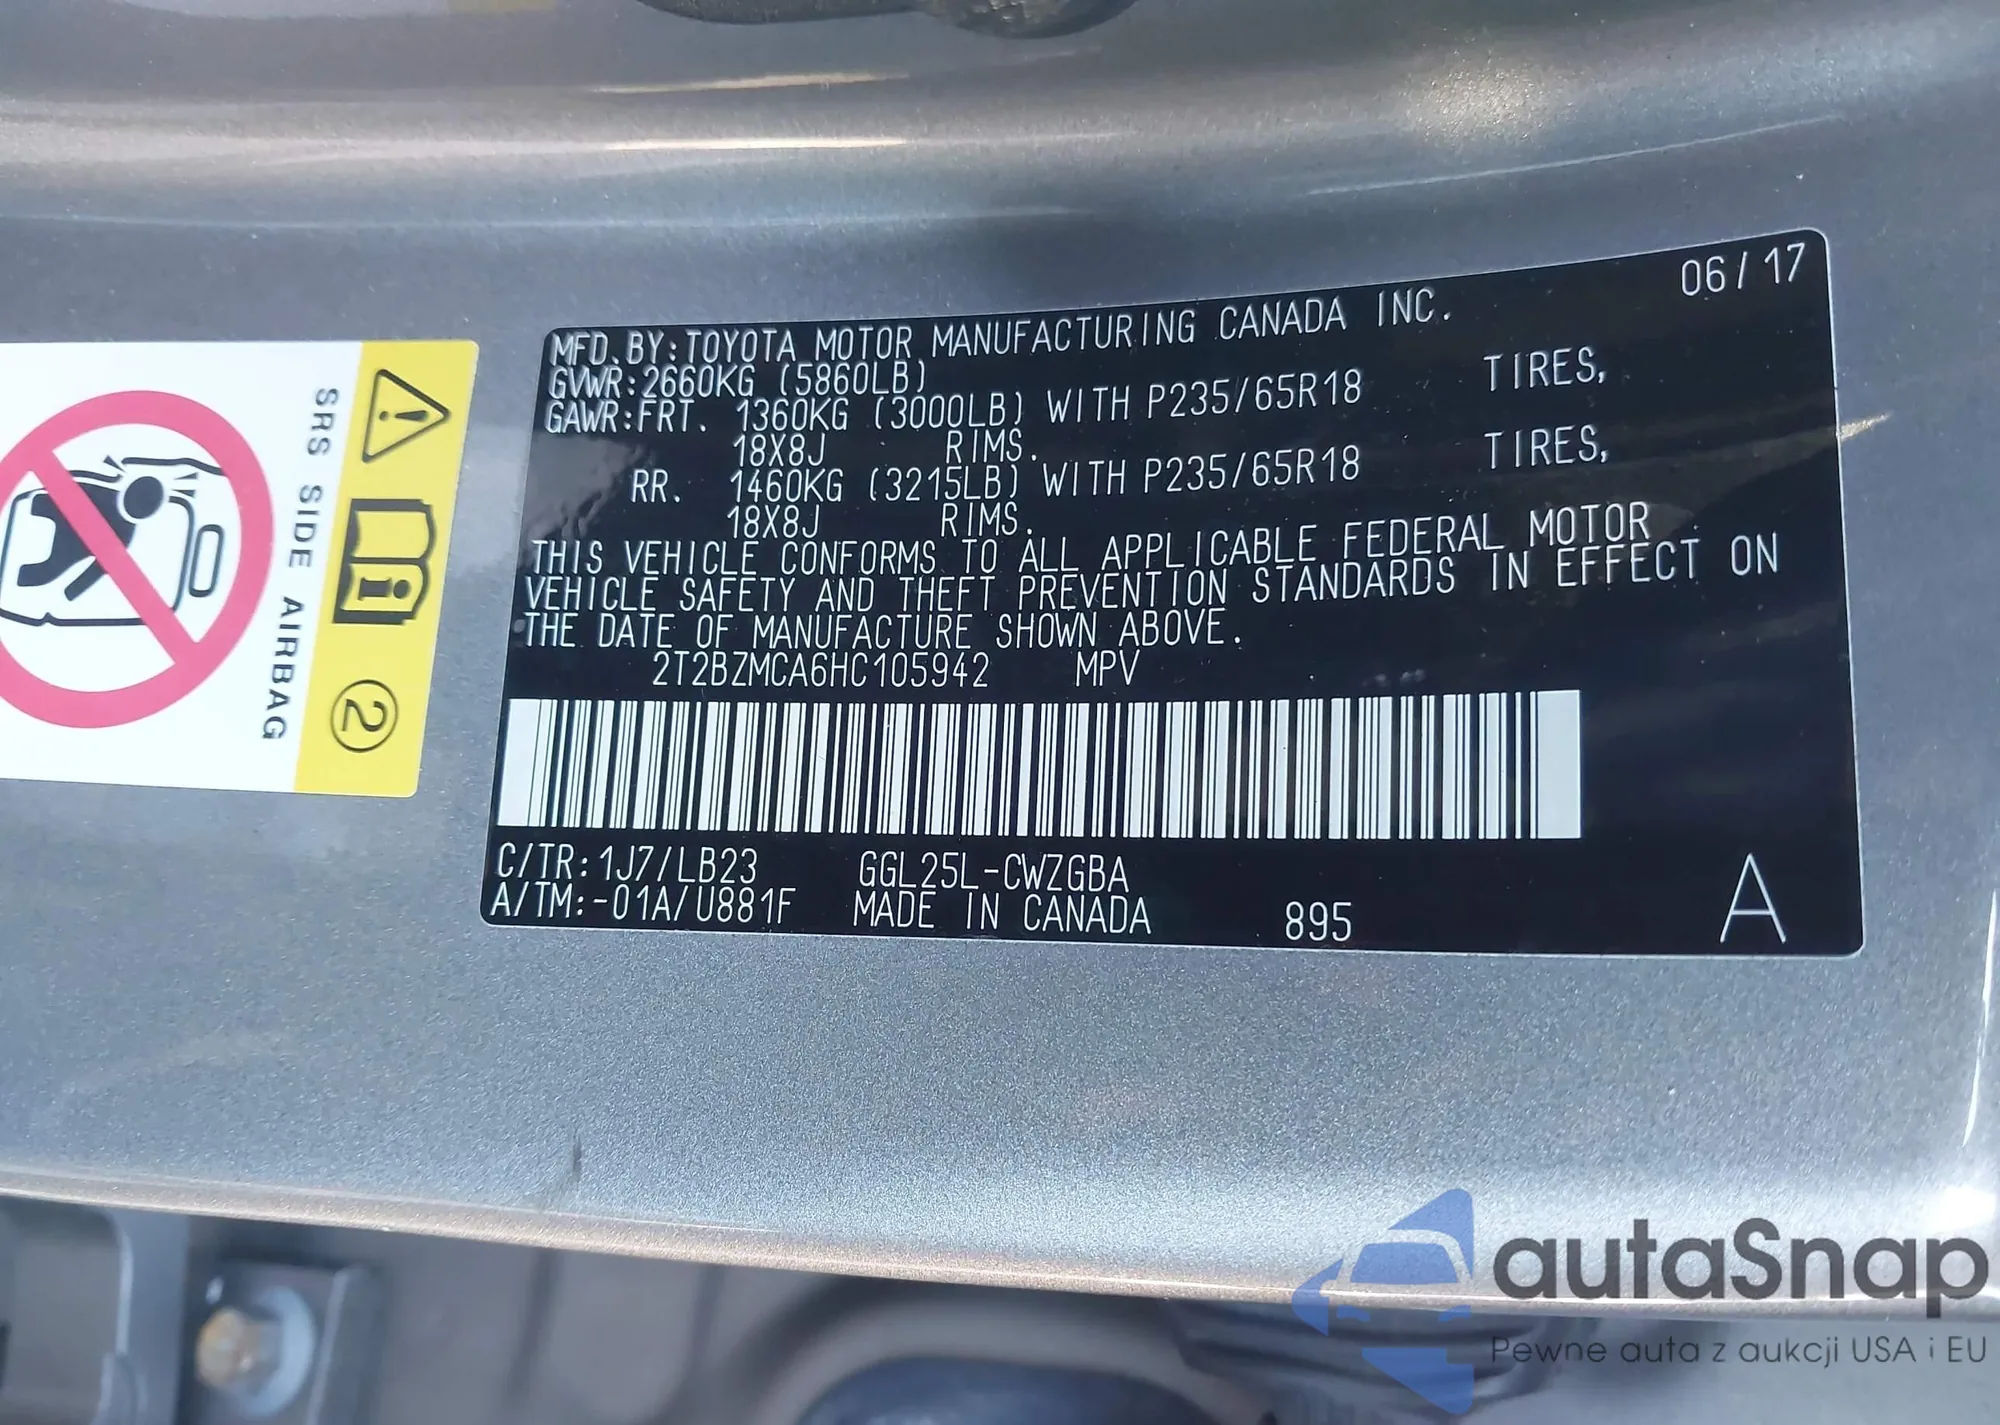 06/17
MFD.BY:TOYOTA MOTOR MANUFACTURING CANADA INC.
GVWR:2660KG (5860LB)
GAWR:FRT. 1360KG (3000LB) WITH P235/65R18 TIRES,
18X8J RIMS.
RR. 1460KG (3215LB) WITH P235/65R18 TIRES,
18X8J RIMS.
THIS VEHICLE CONFORMS TO ALL APPLICABLE FEDERAL MOTOR
VEHICLE SAFETY AND THEFT PREVENTION STANDARDS IN EFFECT ON
THE DATE OF MANUFACTURE SHOWN ABOVE.
2T2BZMCA6HC105942 MPV
C/TR:1J7/LB23 GGL25L-CWZGBA
A/TM:-01A/U881F MADE IN CANADA 895 A
SRS SIDE AIRBAG
2
autaSnap
Pewne auta z aukcji USA i EU